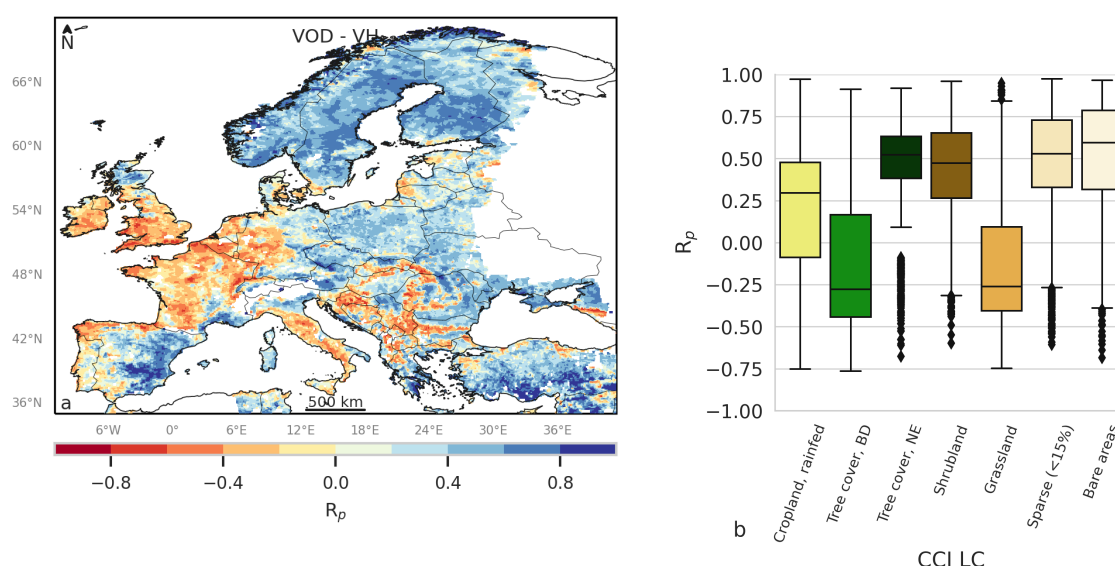 VOD - VH
N
66°N
60°N
54°N
48°N
42°N
36°N
a
500 km
6°W 0° 6°E 12°E 18°E 24°E 30°E 36°E
−0.8 −0.4 0.0 0.4 0.8
Rp
1.00
0.75
0.50
0.25
0.00
−0.25
−0.50
−0.75
−1.00
Rp
Cropland, rainfed
Tree cover, BD
Tree cover, NE
Shrubland
Grassland
Sparse (<15%)
Bare areas
b
CCI LC